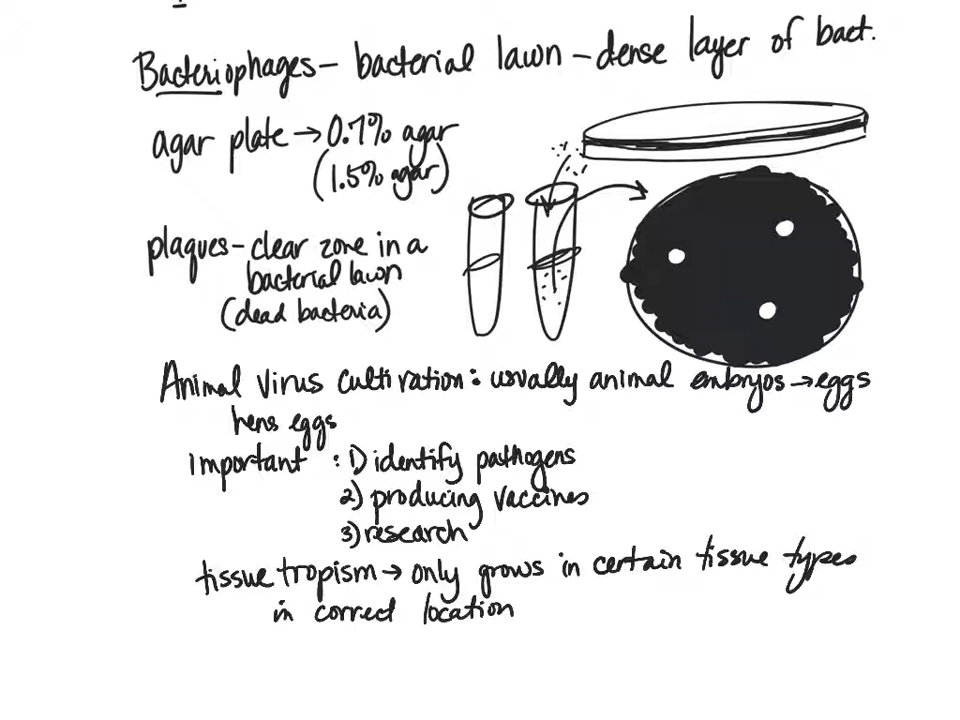 Bacteriophages - bacterial lawn - dense layer of bact.
agar plate → 0.7% agar
(1.5% agar)
plaques - clear zone in a
bacterial lawn
(dead bacteria)
Animal virus cultivation: usually animal embryos → eggs
hens eggs
Important : 1) identify pathogens
2) producing vaccines
3) research
tissue tropism → only grows in certain tissue types
in correct location